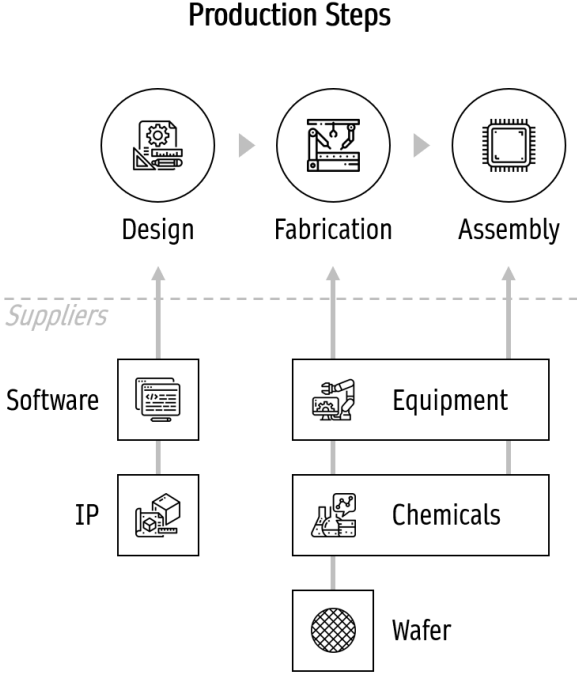 Production Steps
Design
Fabrication
Assembly
Suppliers
Software
Equipment
IP
Chemicals
Wafer